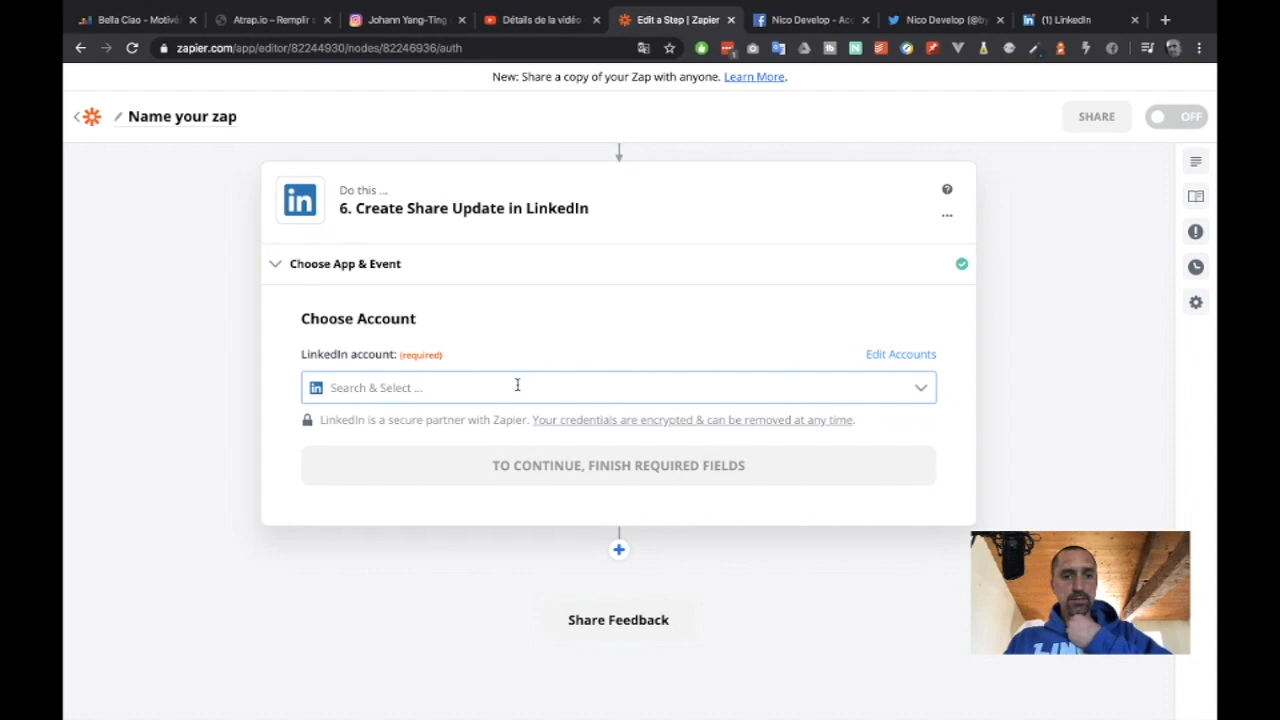 Bella Ciao - Motivé
Atrap.io – Remplir s
Johann Yang-Ting
Détails de la vidéo
Edit a Step | Zapier
Nico Develop - Acc
Nico Develop (@by
(1) LinkedIn
zapier.com/app/editor/82244930/nodes/82246936/auth
New: Share a copy of your Zap with anyone. Learn More.
Name your zap
SHARE
OFF
Do this ...
6. Create Share Update in LinkedIn
Choose App & Event
Choose Account
LinkedIn account: (required)
Edit Accounts
Search & Select ...
LinkedIn is a secure partner with Zapier. Your credentials are encrypted & can be removed at any time.
TO CONTINUE, FINISH REQUIRED FIELDS
Share Feedback